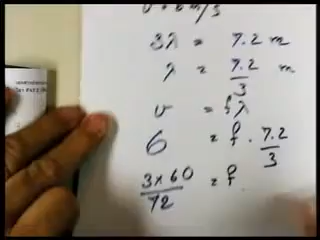 3λ = 7.2 m
λ = 7.2/3 m
v = fλ
6 = f · 7.2/3
3×60/72 = f